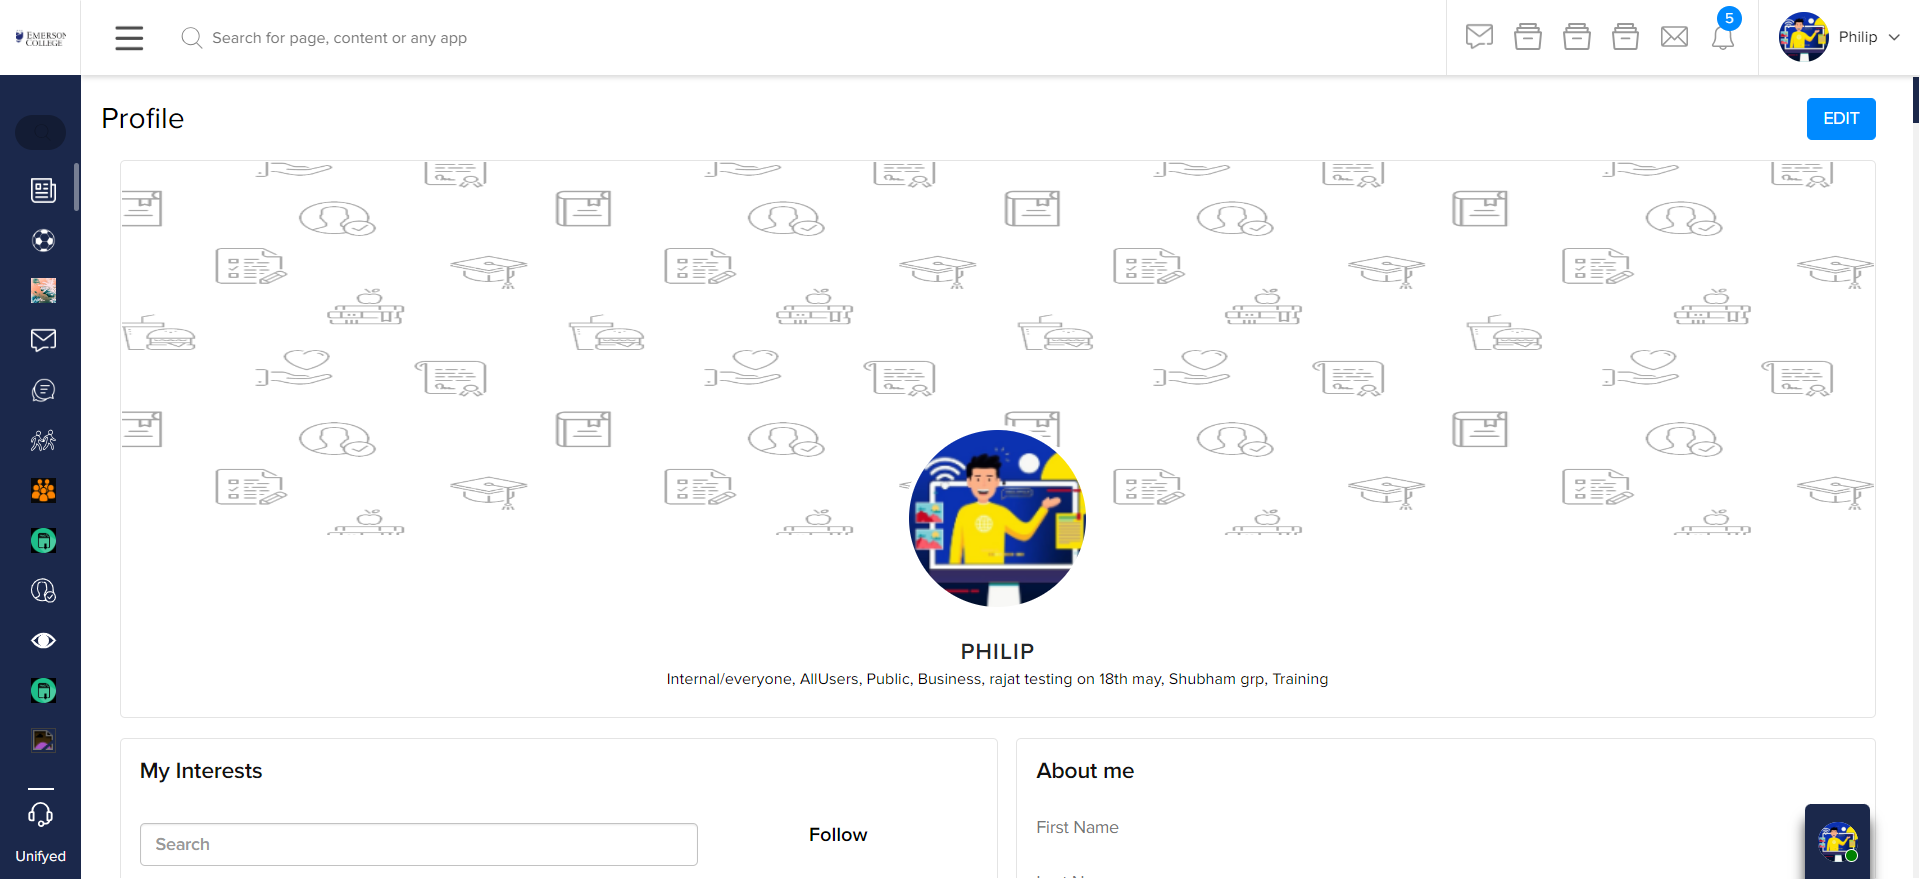 EMERSON
COLLEGE
Search for page, content or any app
5
Philip
Profile
EDIT
PHILIP
Internal/everyone, AllUsers, Public, Business, rajat testing on 18th may, Shubham grp, Training
My Interests
Search
Follow
About me
First Name
Unifyed